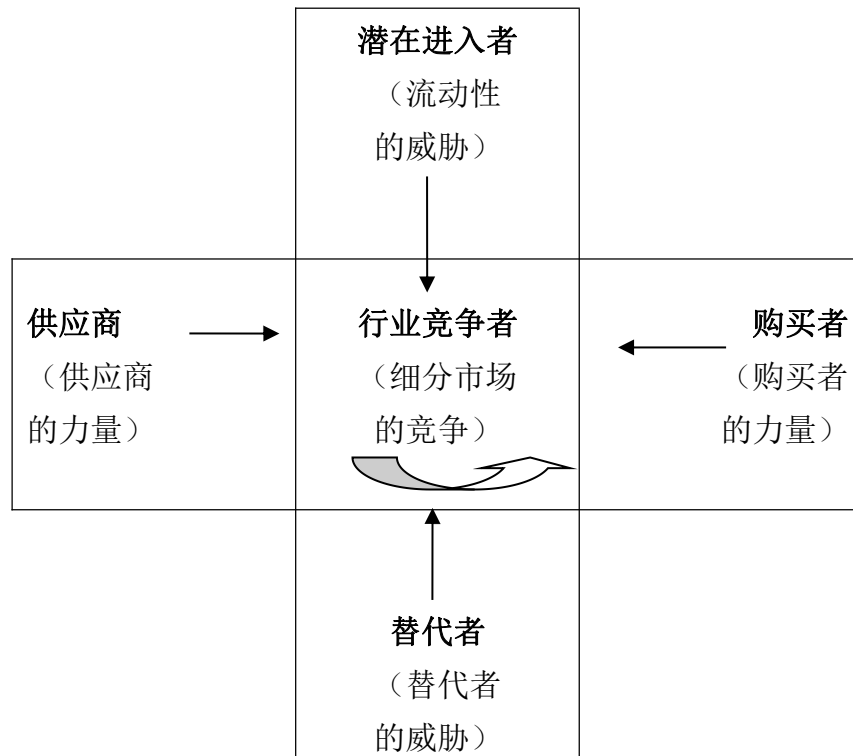 潜在进入者
（流动性
的威胁）
供应商
（供应商
的力量）
行业竞争者
（细分市场
的竞争）
购买者
（购买者
的力量）
替代者
（替代者
的威胁）